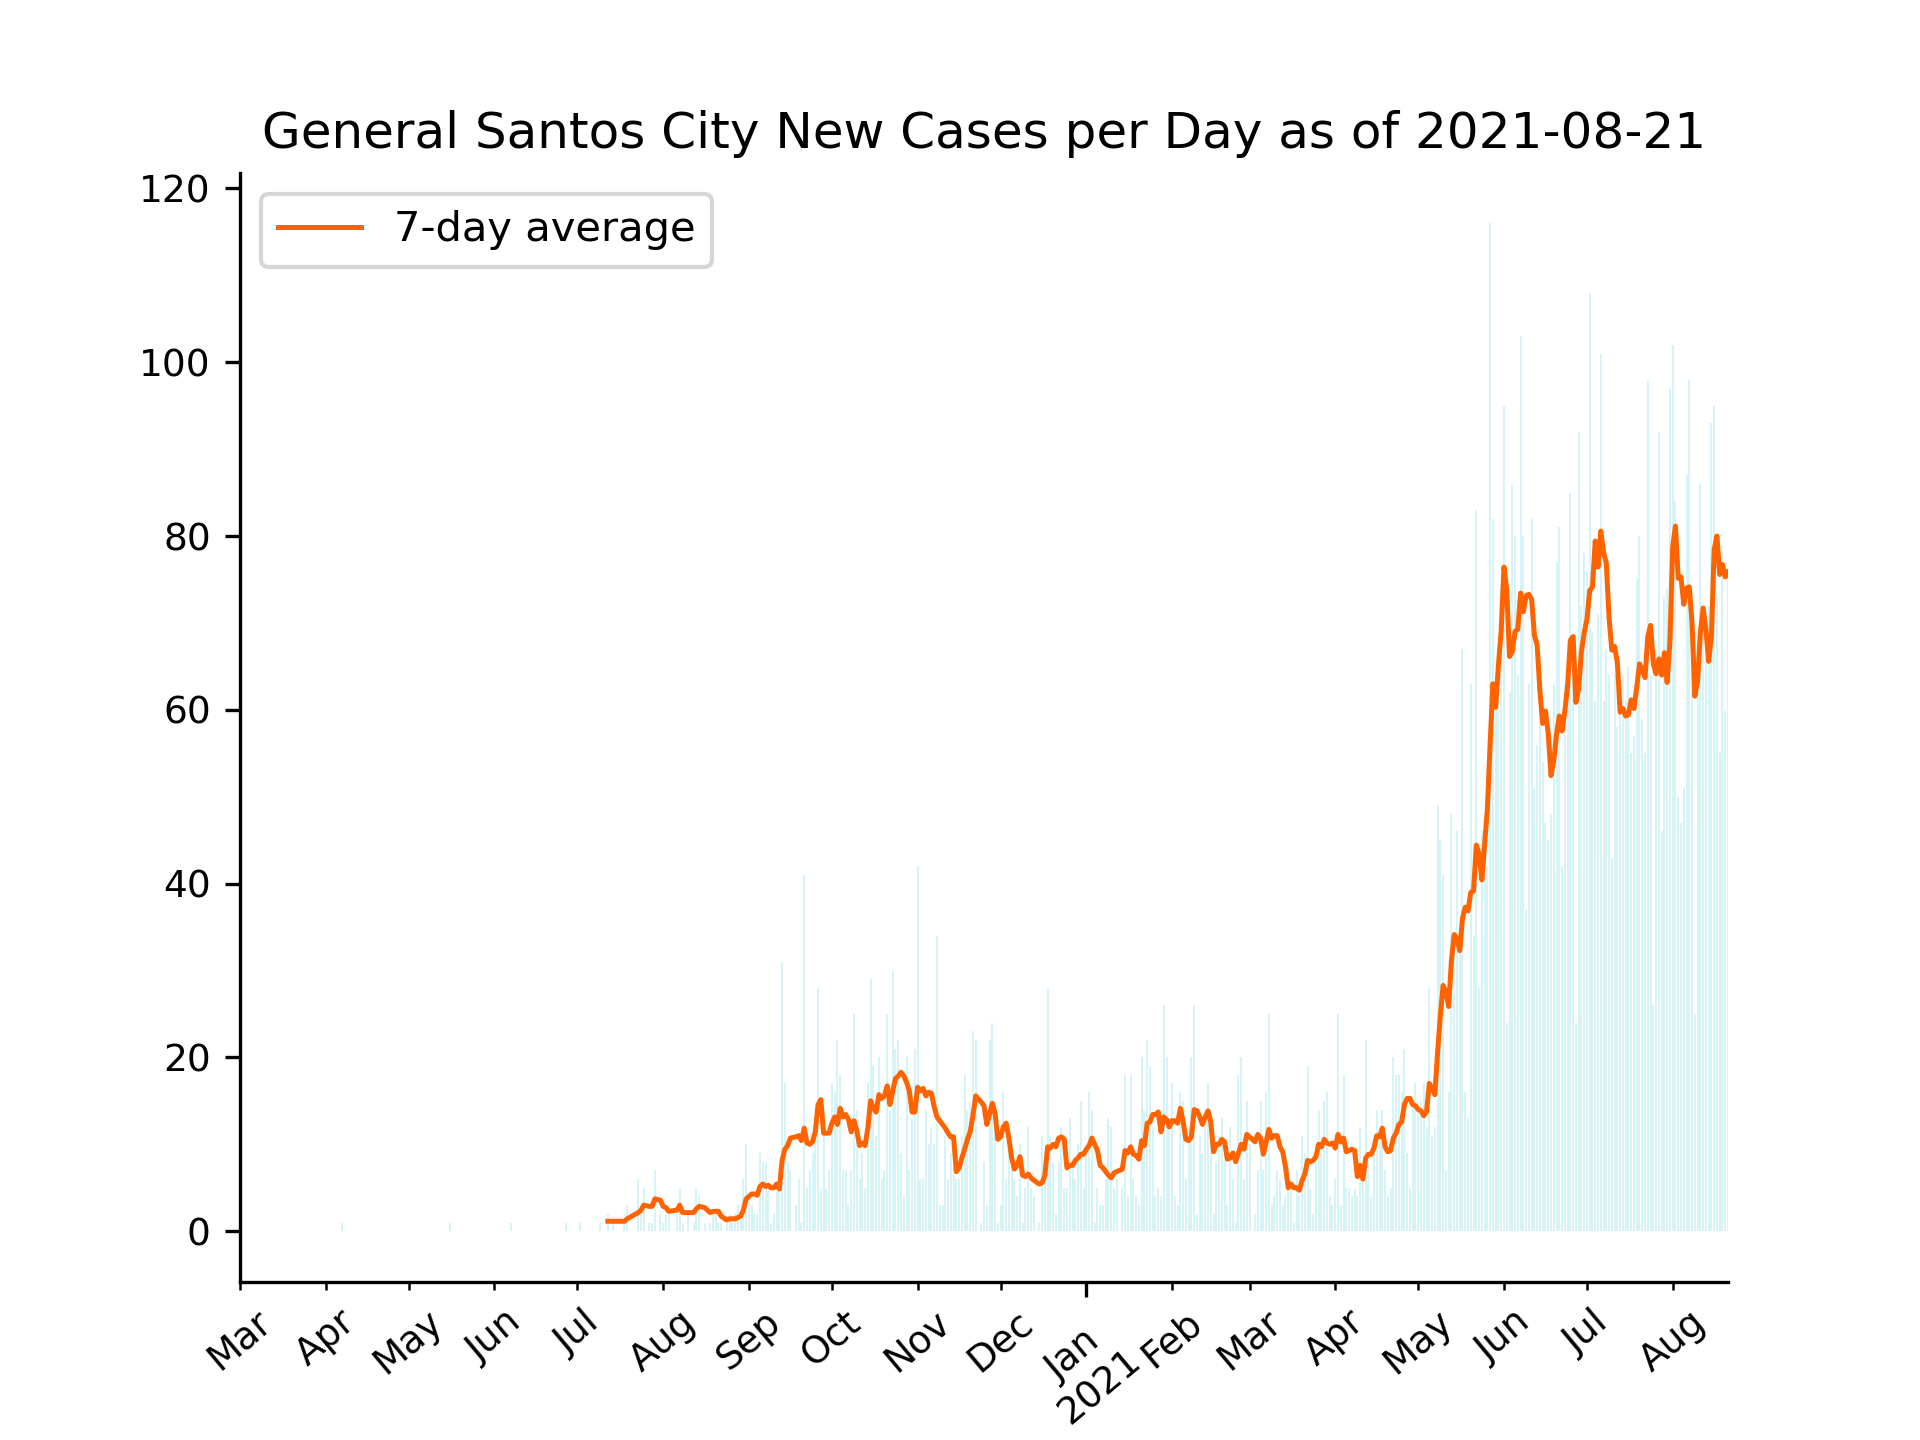 General Santos City New Cases per Day as of 2021-08-21
7-day average
120
100
80
60
40
20
0
Mar
Apr
May
Jun
Jul
Aug
Sep
Oct
Nov
Dec
Jan
2021
Feb
Mar
Apr
May
Jun
Jul
Aug